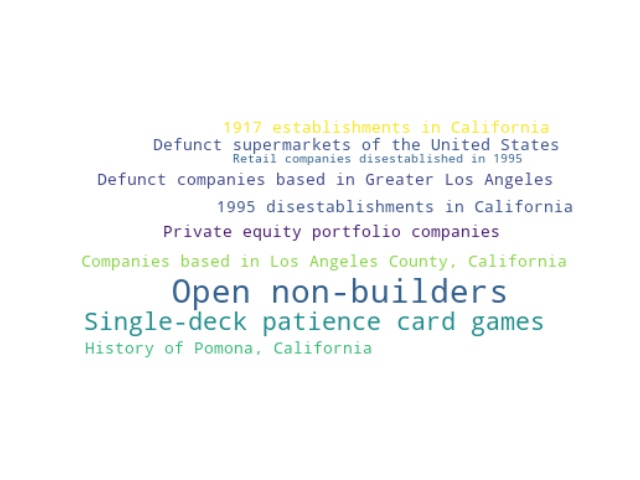 1917 establishments in California
Defunct supermarkets of the United States
Retail companies disestablished in 1995
Defunct companies based in Greater Los Angeles
1995 disestablishments in California
Private equity portfolio companies
Companies based in Los Angeles County, California
Open non-builders
Single-deck patience card games
History of Pomona, California